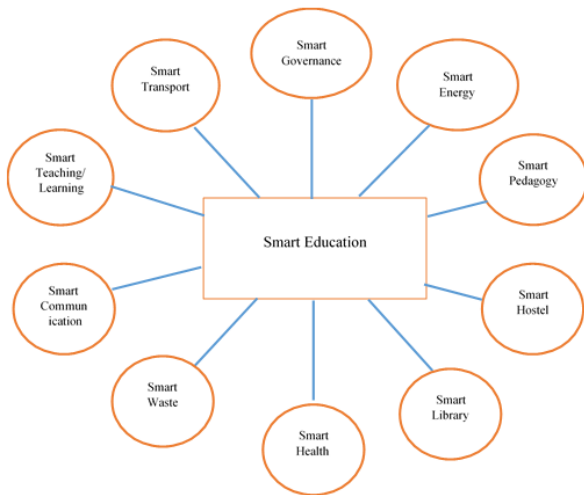 Smart
Governance
Smart
Transport
Smart
Energy
Smart
Teaching/
Learning
Smart
Pedagogy
Smart Education
Smart
Commun
ication
Smart
Hostel
Smart
Waste
Smart
Library
Smart
Health